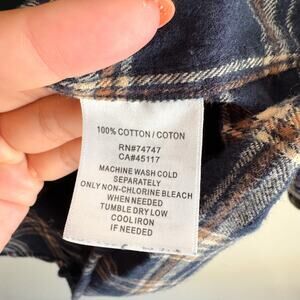 100% COTTON / COTON
RN#74747
CA#45117
MACHINE WASH COLD
SEPARATELY
ONLY NON-CHLORINE BLEACH
WHEN NEEDED
TUMBLE DRY LOW
COOL IRON
IF NEEDED